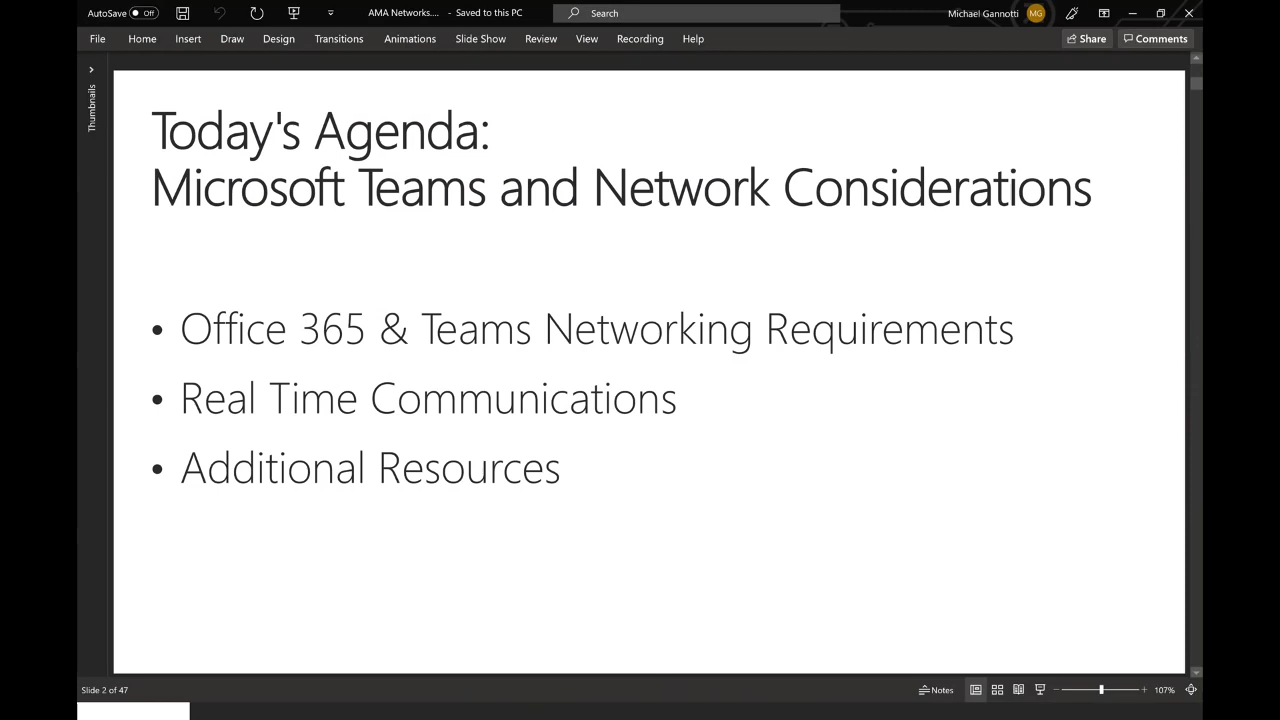 AutoSave Off AMA Networks.... - Saved to this PC Search Michael Gannotti MG
File Home Insert Draw Design Transitions Animations Slide Show Review View Recording Help Share Comments
Thumbnails
Today's Agenda:
Microsoft Teams and Network Considerations
• Office 365 & Teams Networking Requirements
• Real Time Communications
• Additional Resources
Slide 2 of 47 Notes 107%